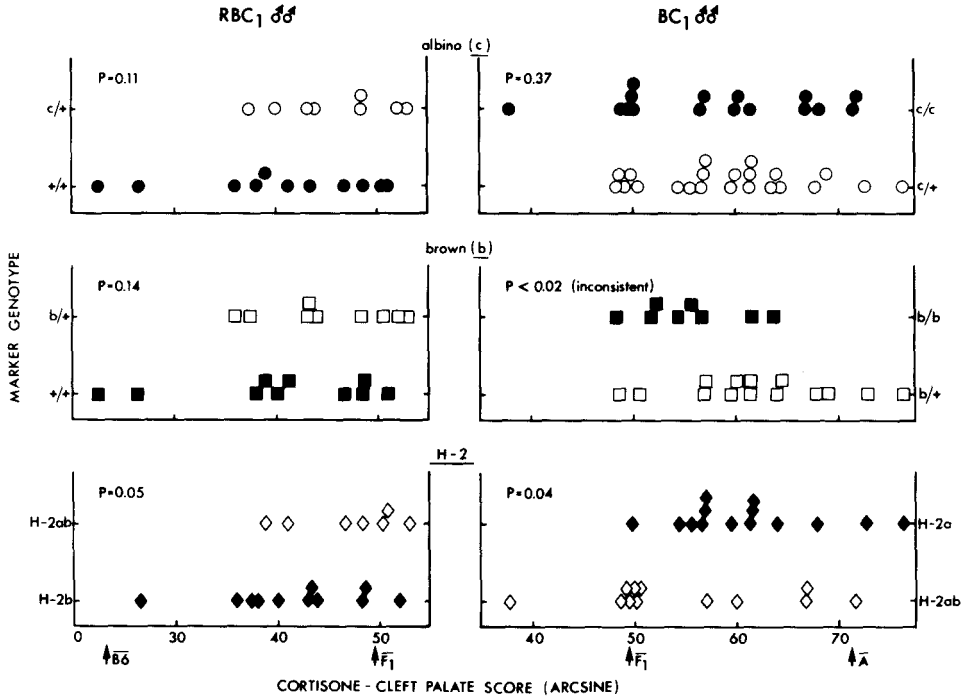 RBC1 ♂♂ BC1 ♂♂
albino (c)
P=0.11 P=0.37
c/+ c/c
+/+ c/+
brown (b)
P=0.14 P < 0.02 (inconsistent)
b/+ b/b
+/+ b/+
MARKER GENOTYPE
H-2
P=0.05 P=0.04
H-2ab H-2a
H-2b H-2ab
0 30 40 50 40 50 60 70
B6 F1 F1 A
CORTISONE-CLEFT PALATE SCORE (ARCSINE)